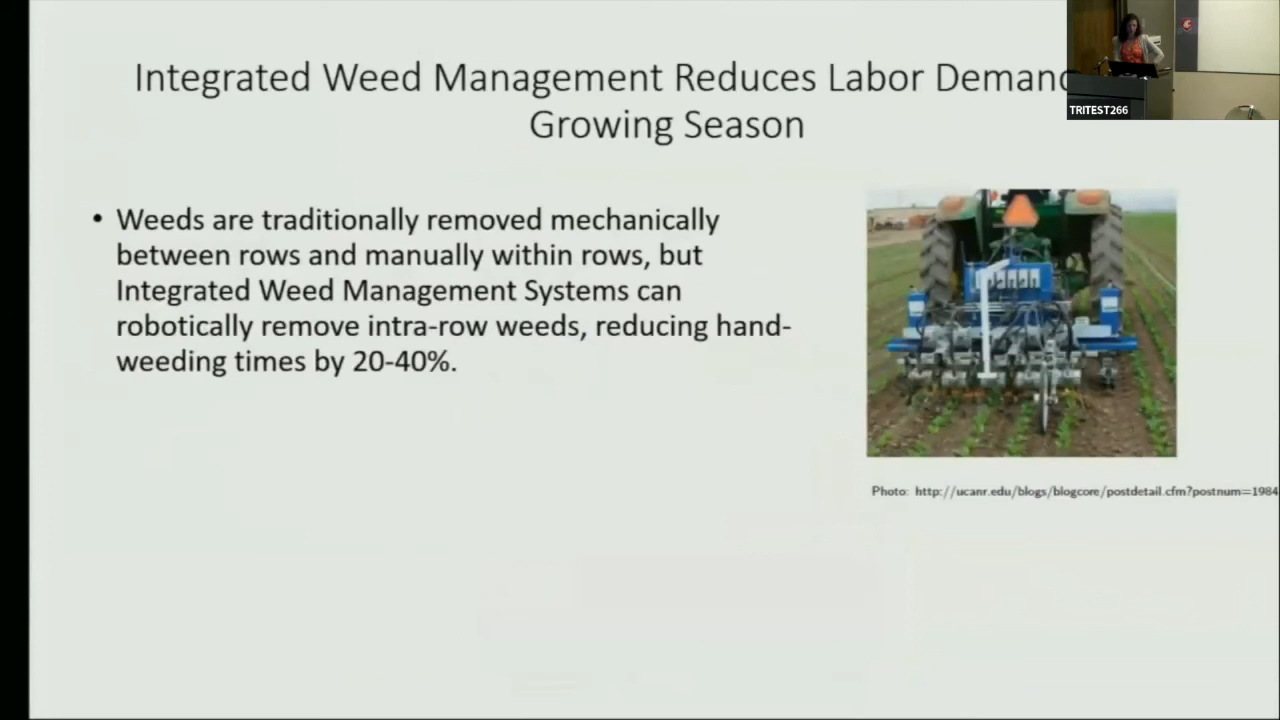 Integrated Weed Management Reduces Labor
Growing Season
TRITEST266
• Weeds are traditionally removed mechanically
between rows and manually within rows, but
Integrated Weed Management Systems can
robotically remove intra-row weeds, reducing hand-
weeding times by 20-40%.
Photo: http://ucanr.edu/blogs/blogcore/postdetail.cfm?postnum=1984